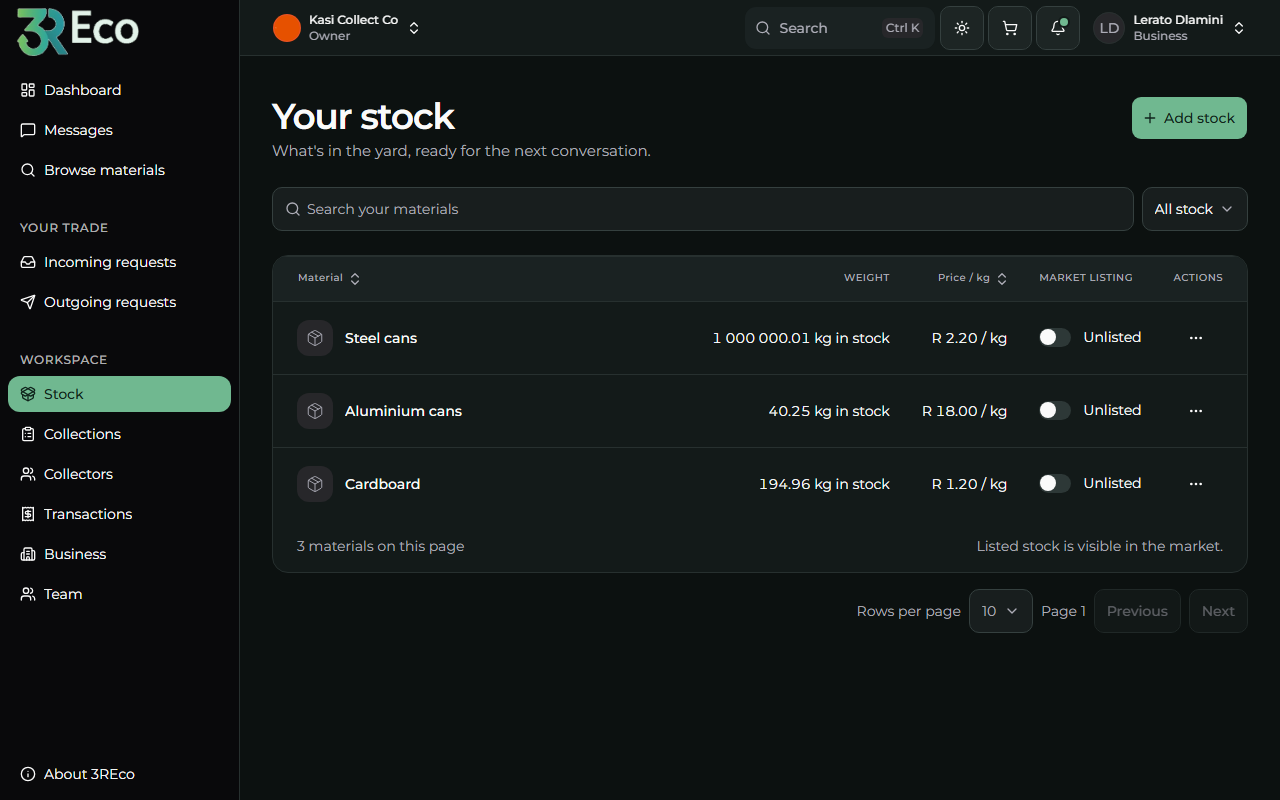 3REco
Kasi Collect Co
Owner
Search
Ctrl K
LD
Lerato Dlamini
Business
Dashboard
Messages
Browse materials
YOUR TRADE
Incoming requests
Outgoing requests
WORKSPACE
Stock
Collections
Collectors
Transactions
Business
Team
About 3REco
Your stock
What's in the yard, ready for the next conversation.
+ Add stock
Search your materials
All stock
Material WEIGHT Price / kg MARKET LISTING ACTIONS
Steel cans 1 000 000.01 kg in stock R 2.20 / kg Unlisted ...
Aluminium cans 40.25 kg in stock R 18.00 / kg Unlisted ...
Cardboard 194.96 kg in stock R 1.20 / kg Unlisted ...
3 materials on this page Listed stock is visible in the market.
Rows per page 10 Page 1 Previous Next